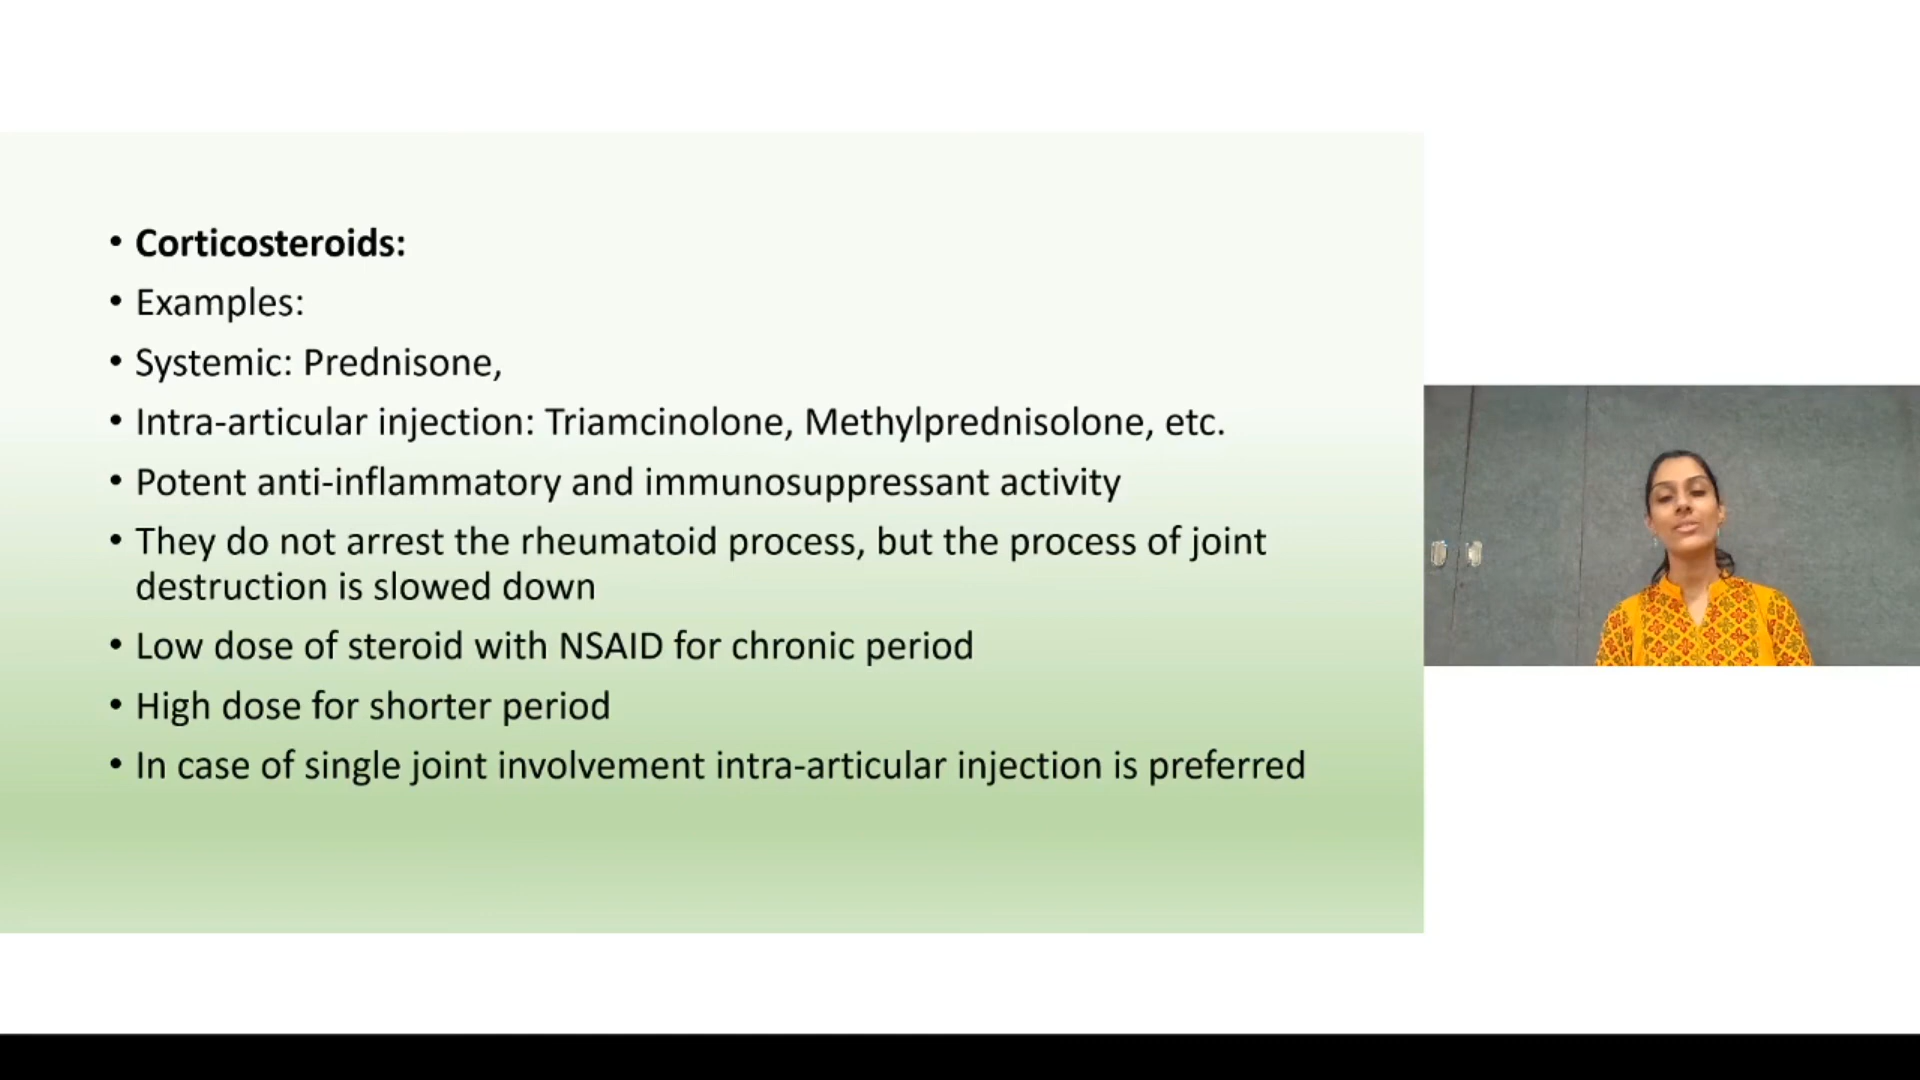 • Corticosteroids:
• Examples:
• Systemic: Prednisone,
• Intra-articular injection: Triamcinolone, Methylprednisolone, etc.
• Potent anti-inflammatory and immunosuppressant activity
• They do not arrest the rheumatoid process, but the process of joint
destruction is slowed down
• Low dose of steroid with NSAID for chronic period
• High dose for shorter period
• In case of single joint involvement intra-articular injection is preferred